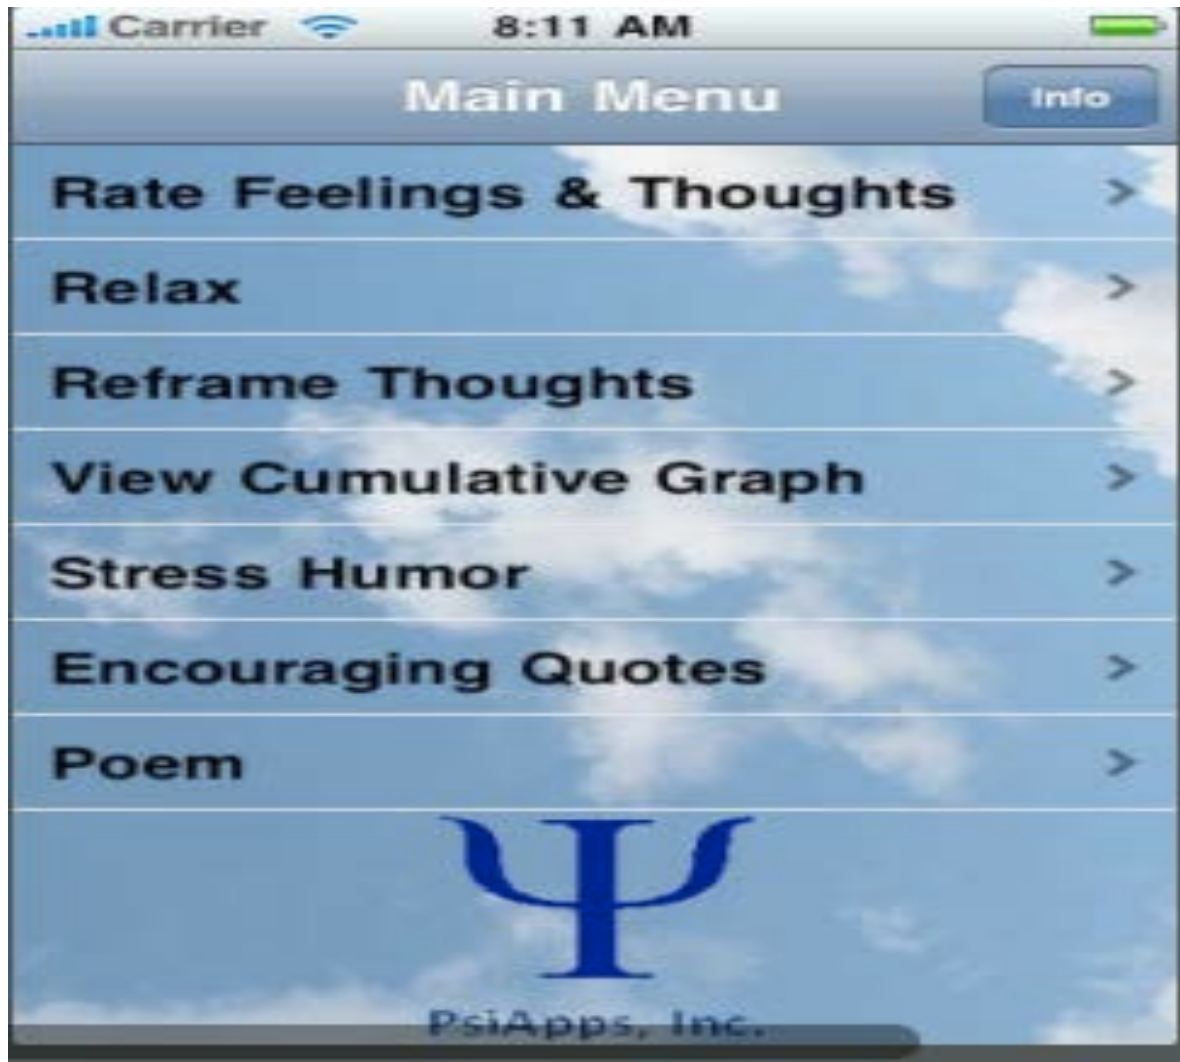 Carrier 8:11 AM
Main Menu Info
Rate Feelings & Thoughts
Relax
Reframe Thoughts
View Cumulative Graph
Stress Humor
Encouraging Quotes
Poem
Ψ
PsiApps, Inc.